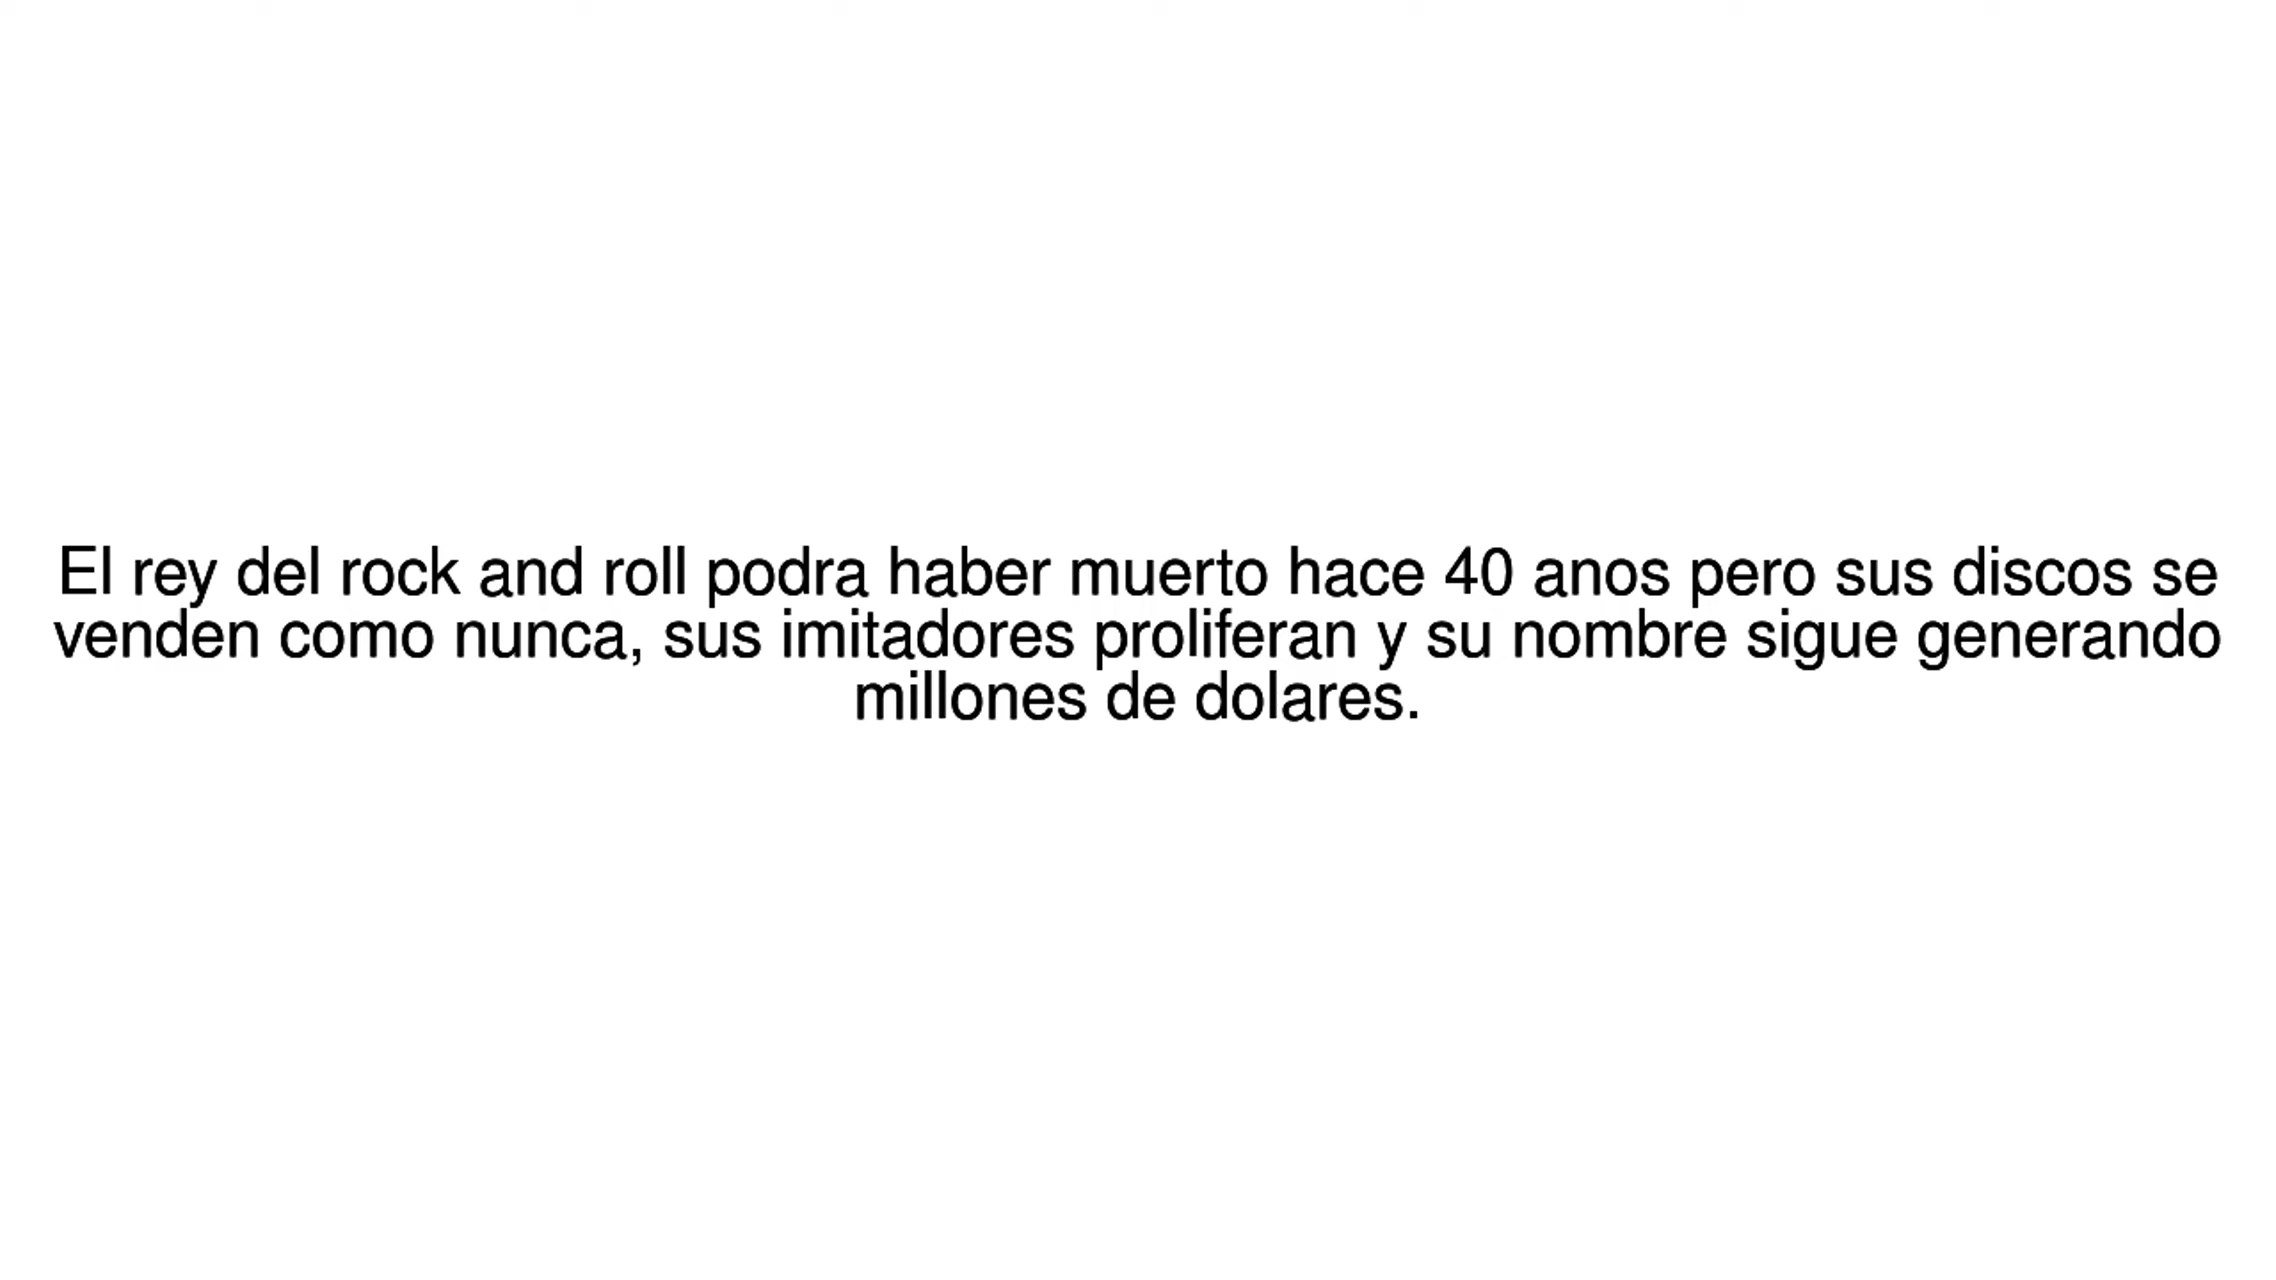 El rey del rock and roll podra haber muerto hace 40 anos pero sus discos se
venden como nunca, sus imitadores proliferan y su nombre sigue generando
millones de dolares.